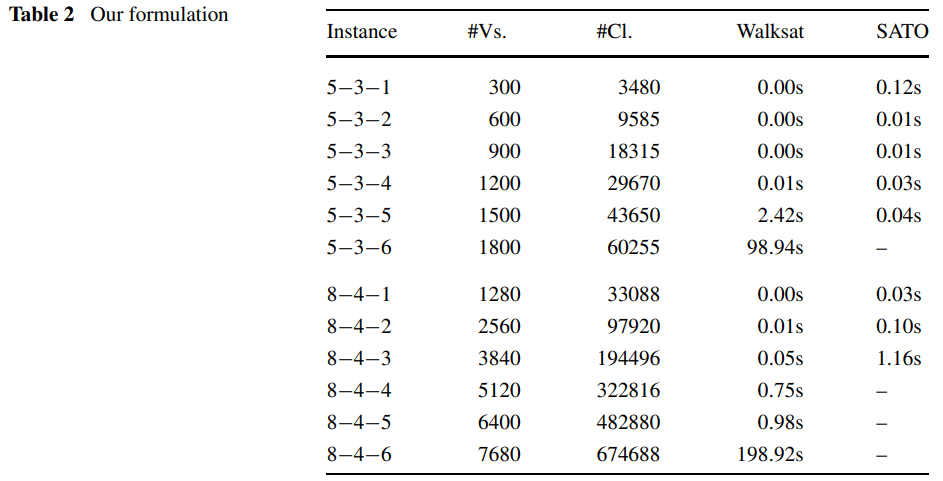 Table 2 Our formulation
Instance #Vs. #Cl. Walksat SATO
5−3−1 300 3480 0.00s 0.12s
5−3−2 600 9585 0.00s 0.01s
5−3−3 900 18315 0.00s 0.01s
5−3−4 1200 29670 0.01s 0.03s
5−3−5 1500 43650 2.42s 0.04s
5−3−6 1800 60255 98.94s –
8−4−1 1280 33088 0.00s 0.03s
8−4−2 2560 97920 0.01s 0.10s
8−4−3 3840 194496 0.05s 1.16s
8−4−4 5120 322816 0.75s –
8−4−5 6400 482880 0.98s –
8−4−6 7680 674688 198.92s –